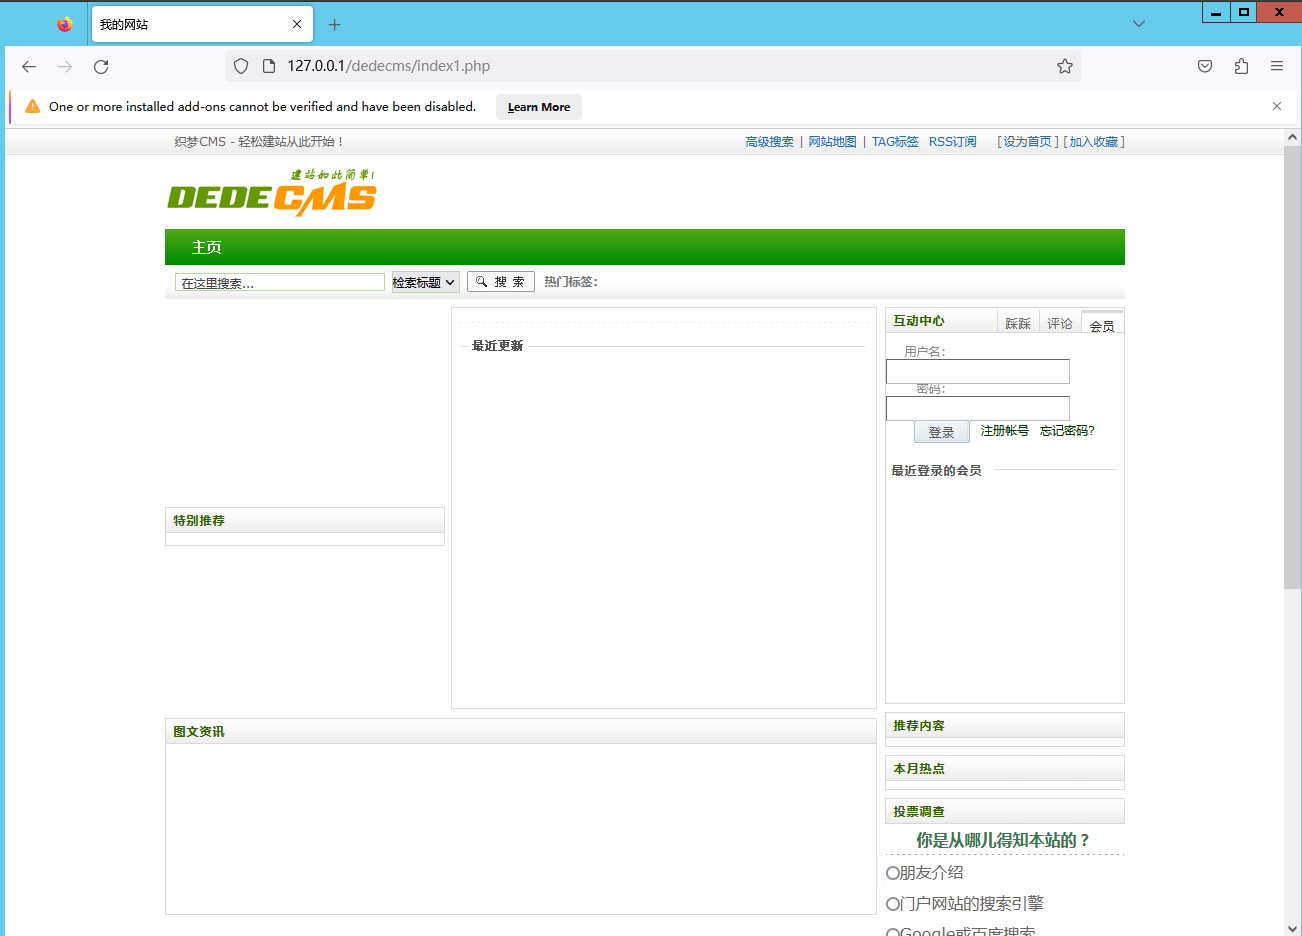 我的网站
127.0.0.1/dedecms/index1.php
One or more installed add-ons cannot be verified and have been disabled. Learn More
织梦CMS - 轻松建站从此开始！
高级搜索 | 网站地图 | TAG标签 RSS订阅 [设为首页] [加入收藏]
建站如此简单!
DEDECMS
主页
在这里搜索... 检索标题 搜 索 热门标签：
最近更新
特别推荐
图文资讯
互动中心 踩踩 评论 会员
用户名：
密码：
登录 注册帐号 忘记密码?
最近登录的会员
推荐内容
本月热点
投票调查
你是从哪儿得知本站的？
朋友介绍
门户网站的搜索引擎
Google或百度搜索